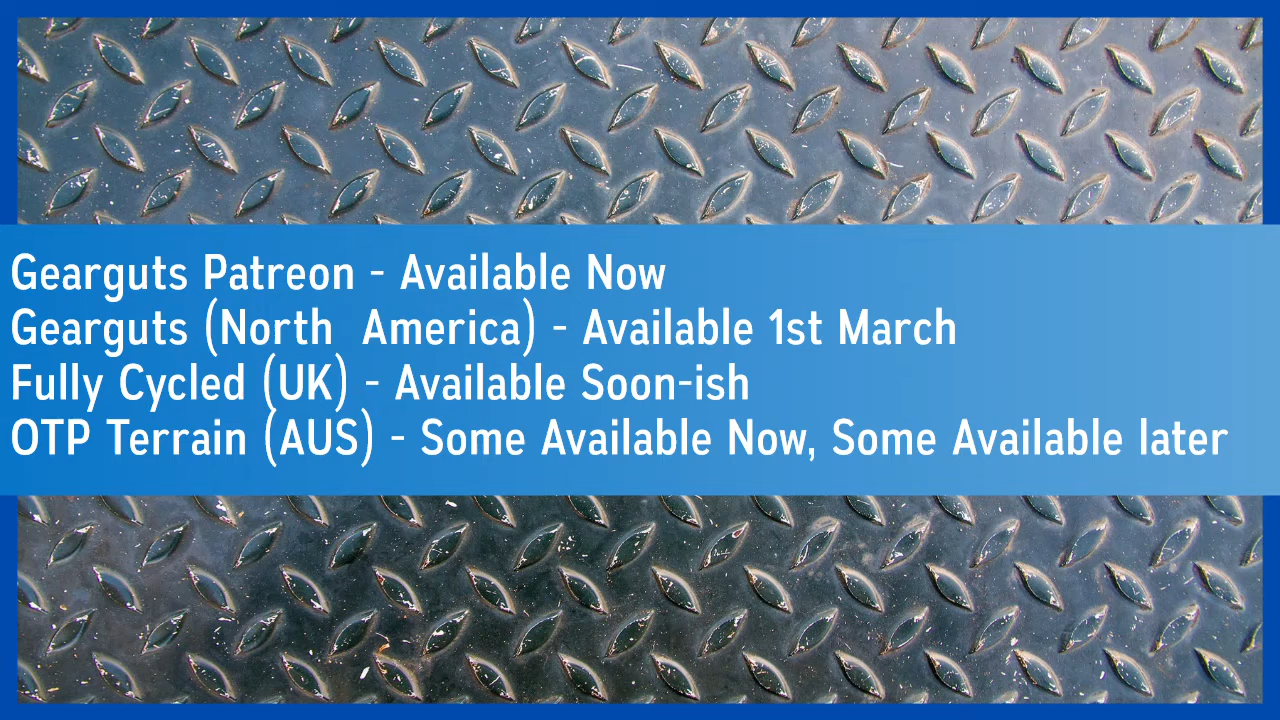 Gearguts Patreon - Available Now
Gearguts (North  America) - Available 1st March
Fully Cycled (UK) - Available Soon-ish
OTP Terrain (AUS) - Some Available Now, Some Available later